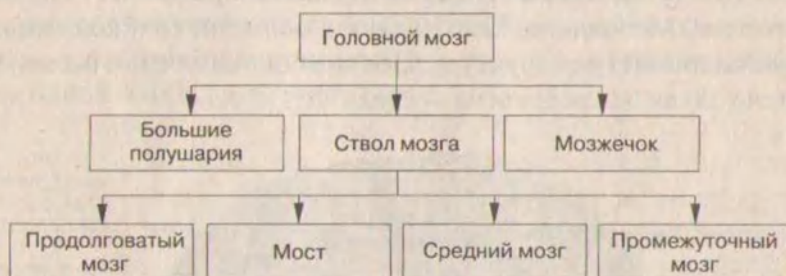 Головной мозг
Большие
полушария
Ствол мозга
Мозжечок
Продолговатый
мозг
Мост
Средний мозг
Промежуточный
мозг